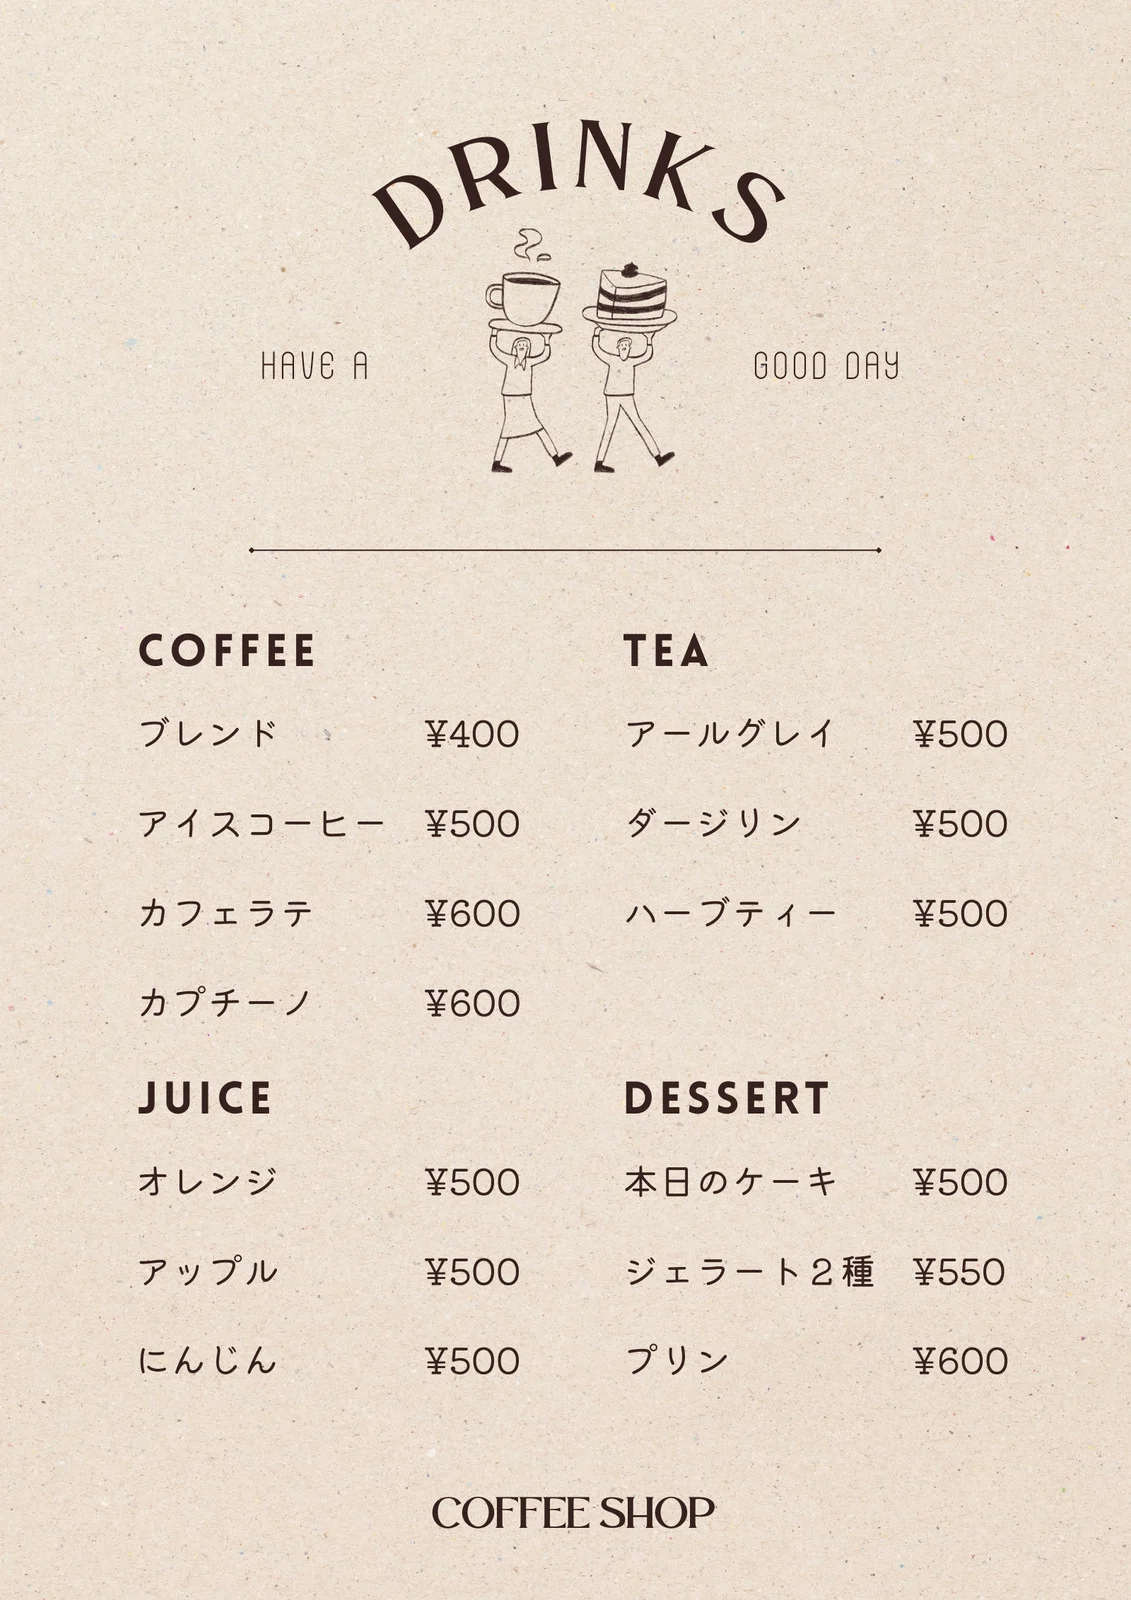 DRINKS
HAVE A
GOOD DAY
COFFEE
ブレンド ¥400
アイスコーヒー ¥500
カフェラテ ¥600
カプチーノ ¥600
TEA
アールグレイ ¥500
ダージリン ¥500
ハーブティー ¥500
JUICE
オレンジ ¥500
アップル ¥500
にんじん ¥500
DESSERT
本日のケーキ ¥500
ジェラート２種 ¥550
プリン ¥600
COFFEE SHOP